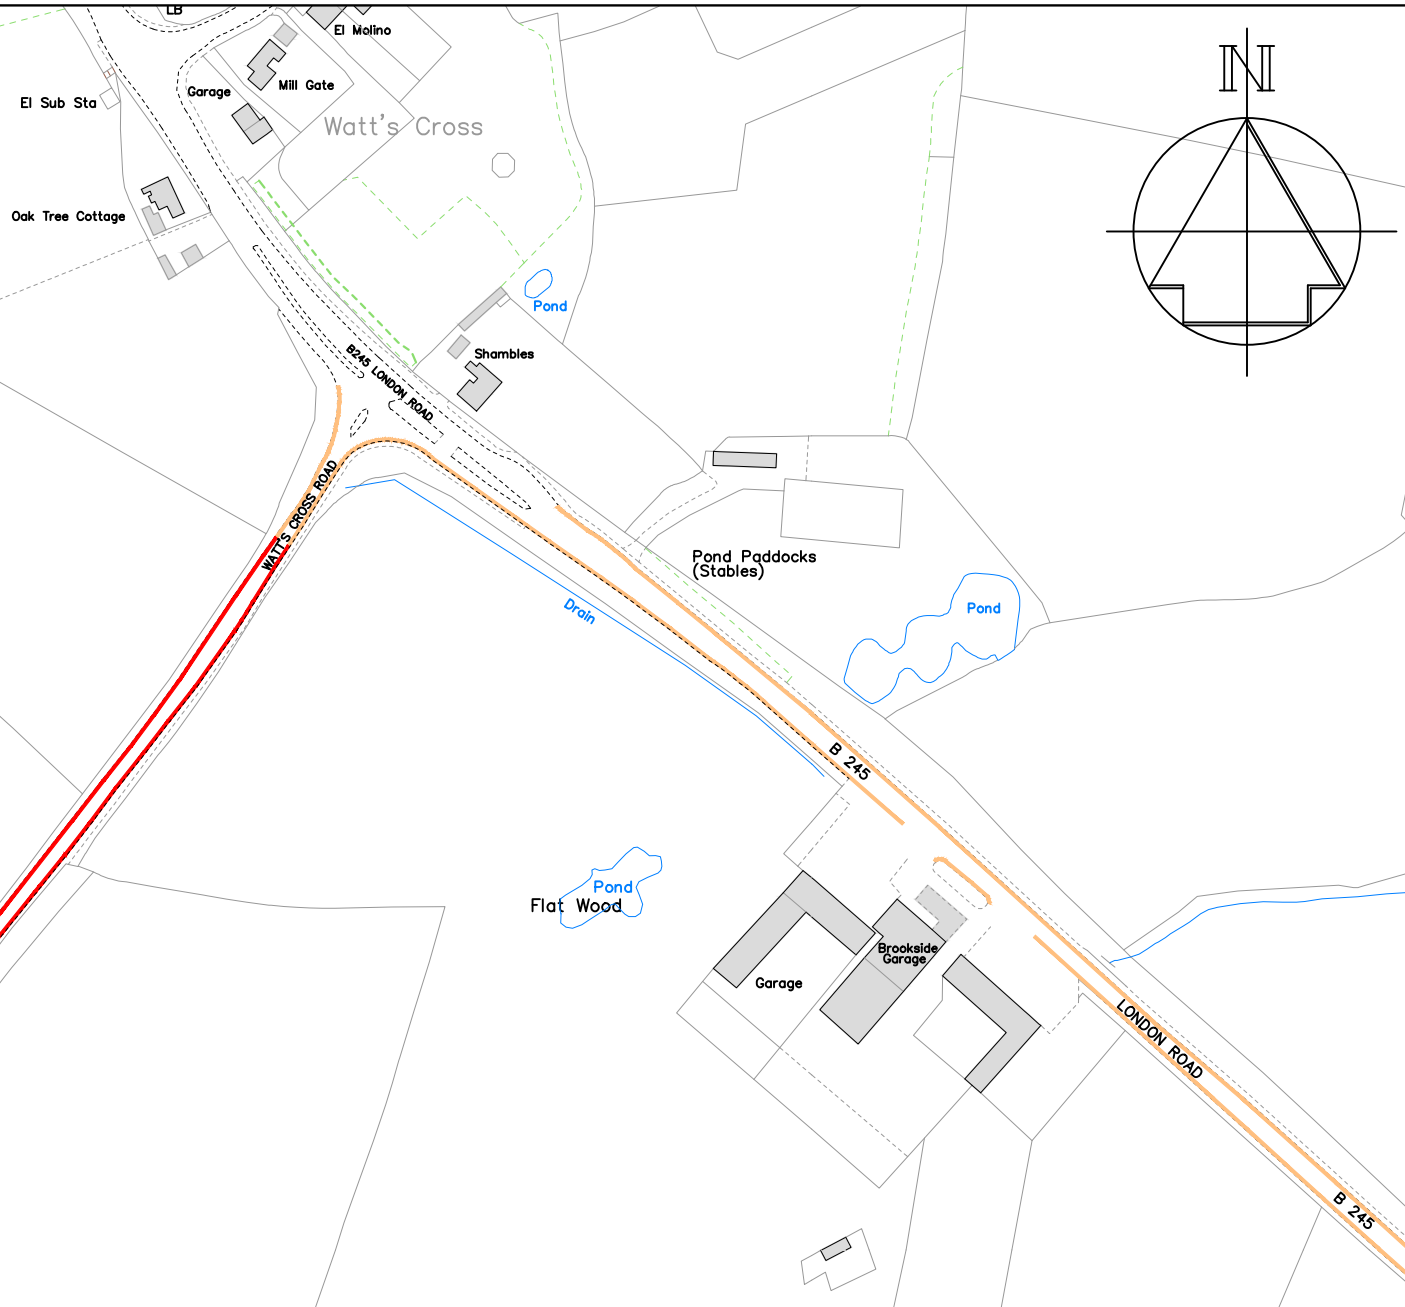 LB
El Molino
N
Mill Gate
Garage
El Sub Sta
Watt's Cross
Oak Tree Cottage
Pond
B245 LONDON ROAD
Shambles
WATT'S CROSS ROAD
Pond Paddocks
(Stables)
Drain
Pond
B 245
Pond
Flat Wood
Brookside
Garage
Garage
LONDON ROAD
B 245